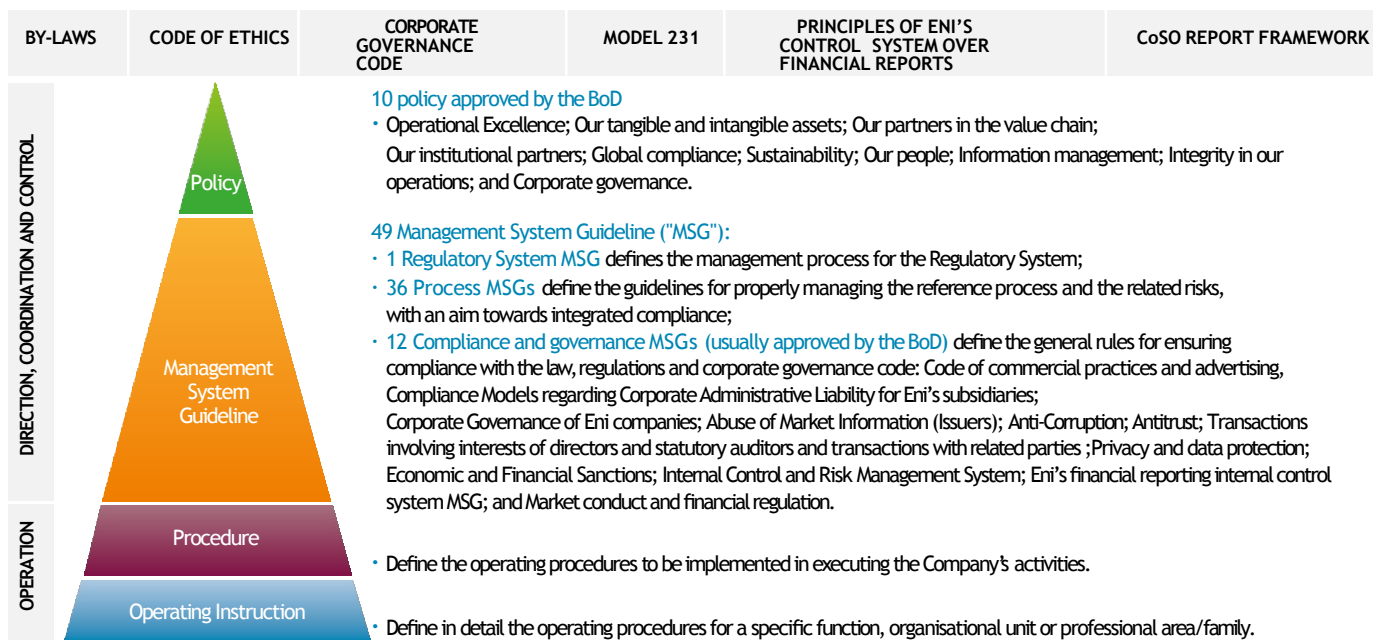 BY-LAWS
CODE OF ETHICS
CORPORATE
GOVERNANCE
CODE
MODEL 231
PRINCIPLES OF ENI'S
CONTROL SYSTEM OVER
FINANCIAL REPORTS
CoSO REPORT FRAMEWORK
DIRECTION, COORDINATION AND CONTROL
Policy
10 policy approved by the BoD
· Operational Excellence; Our tangible and intangible assets; Our partners in the value chain;
Our institutional partners; Global compliance; Sustainability; Our people; Information management; Integrity in our
operations; and Corporate governance.
Management
System
Guideline
49 Management System Guideline ("MSG"):
· 1 Regulatory System MSG defines the management process for the Regulatory System;
· 36 Process MSGs define the guidelines for properly managing the reference process and the related risks,
with an aim towards integrated compliance;
· 12 Compliance and governance MSGs (usually approved by the BoD) define the general rules for ensuring
compliance with the law, regulations and corporate governance code: Code of commercial practices and advertising,
Compliance Models regarding Corporate Administrative Liability for Eni's subsidiaries;
Corporate Governance of Eni companies; Abuse of Market Information (Issuers); Anti-Corruption; Antitrust; Transactions
involving interests of directors and statutory auditors and transactions with related parties ;Privacy and data protection;
Economic and Financial Sanctions; Internal Control and Risk Management System; Eni's financial reporting internal control
system MSG; and Market conduct and financial regulation.
OPERATION
Procedure
· Define the operating procedures to be implemented in executing the Company's activities.
Operating Instruction
· Define in detail the operating procedures for a specific function, organisational unit or professional area/family.